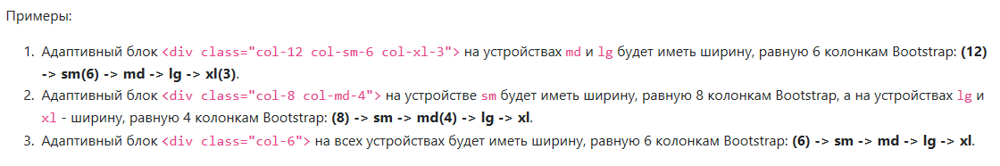 Примеры:
1. Адаптивный блок <div class="col-12 col-sm-6 col-xl-3"> на устройствах md и lg будет иметь ширину, равную 6 колонкам Bootstrap: (12)
-> sm(6) -> md -> lg -> xl(3).
2. Адаптивный блок <div class="col-8 col-md-4"> на устройстве sm будет иметь ширину, равную 8 колонкам Bootstrap, а на устройствах lg и
xl - ширину, равную 4 колонкам Bootstrap: (8) -> sm -> md(4) -> lg -> xl.
3. Адаптивный блок <div class="col-6"> на всех устройствах будет иметь ширину, равную 6 колонкам Bootstrap: (6) -> sm -> md -> lg -> xl.